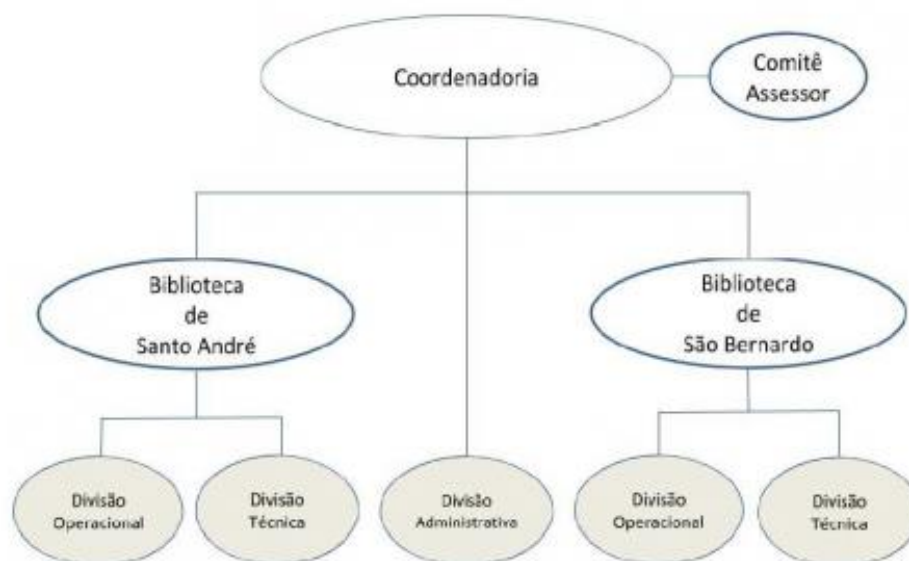 Coordenadoria
Comitê
Assessor
Biblioteca
de
Santo André
Biblioteca
de
São Bernardo
Divisão
Operacional
Divisão
Técnica
Divisão
Administrativa
Divisão
Operacional
Divisão
Técnica